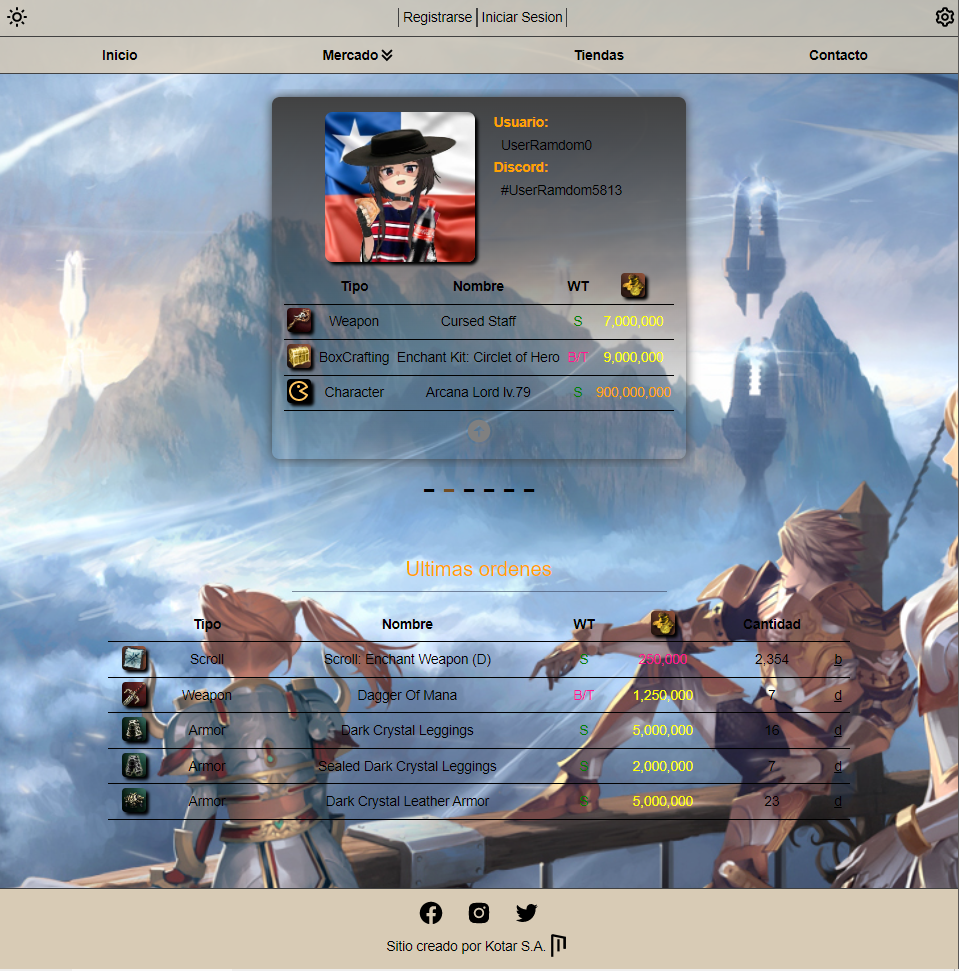 Registrarse Iniciar Sesion
Inicio Mercado Tiendas Contacto
Usuario:
UserRamdom0
Discord:
#UserRamdom5813
Tipo Nombre WT
Weapon Cursed Staff S 7,000,000
BoxCrafting Enchant Kit: Circlet of Hero B/T 9,000,000
Character Arcana Lord lv.79 S 900,000,000
Ultimas ordenes
Tipo Nombre WT Cantidad
Scroll Scroll: Enchant Weapon (D) S 250,000 2,354 b
Weapon Dagger Of Mana B/T 1,250,000 7 d
Armor Dark Crystal Leggings S 5,000,000 16 d
Armor Sealed Dark Crystal Leggings S 2,000,000 7 d
Armor Dark Crystal Leather Armor S 5,000,000 23 d
Sitio creado por Kotar S.A.